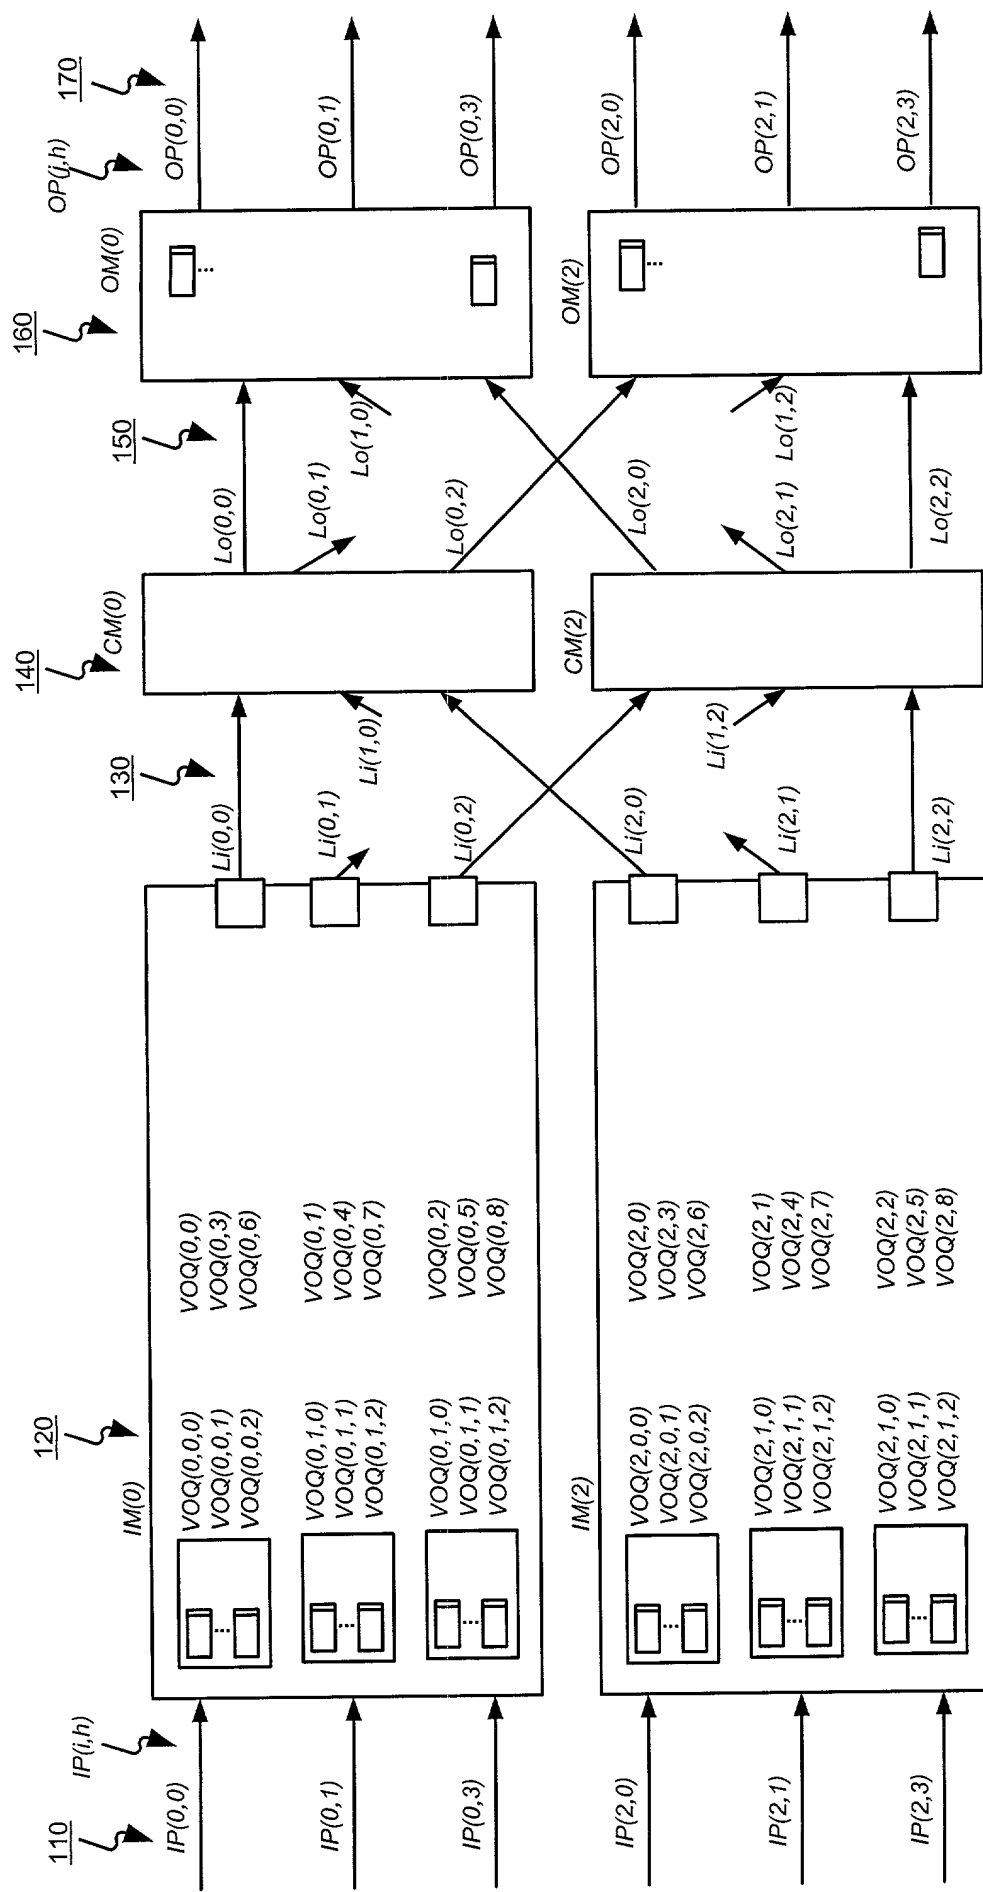 110
IP(i,h)
IP(0,0)
IP(0,1)
IP(0,3)
IP(2,0)
IP(2,1)
IP(2,3)
120
IM(0)
VOQ(0,0,0)
VOQ(0,0,1)
VOQ(0,0,2)
VOQ(0,1,0)
VOQ(0,1,1)
VOQ(0,1,2)
VOQ(0,1,0)
VOQ(0,1,1)
VOQ(0,1,2)
VOQ(0,0)
VOQ(0,3)
VOQ(0,6)
VOQ(0,1)
VOQ(0,4)
VOQ(0,7)
VOQ(0,2)
VOQ(0,5)
VOQ(0,8)
IM(2)
VOQ(2,0,0)
VOQ(2,0,1)
VOQ(2,0,2)
VOQ(2,1,0)
VOQ(2,1,1)
VOQ(2,1,2)
VOQ(2,1,0)
VOQ(2,1,1)
VOQ(2,1,2)
VOQ(2,0)
VOQ(2,3)
VOQ(2,6)
VOQ(2,1)
VOQ(2,4)
VOQ(2,7)
VOQ(2,2)
VOQ(2,5)
VOQ(2,8)
130
Li(0,0)
Li(0,1)
Li(0,2)
Li(2,0)
Li(2,1)
Li(2,2)
Li(1,0)
Li(1,2)
140
CM(0)
CM(2)
150
Lo(0,0)
Lo(0,1)
Lo(0,2)
Lo(2,0)
Lo(2,1)
Lo(2,2)
Lo(1,0)
Lo(1,2)
160
OM(0)
OM(2)
OP(j,h)
170
OP(0,0)
OP(0,1)
OP(0,3)
OP(2,0)
OP(2,1)
OP(2,3)